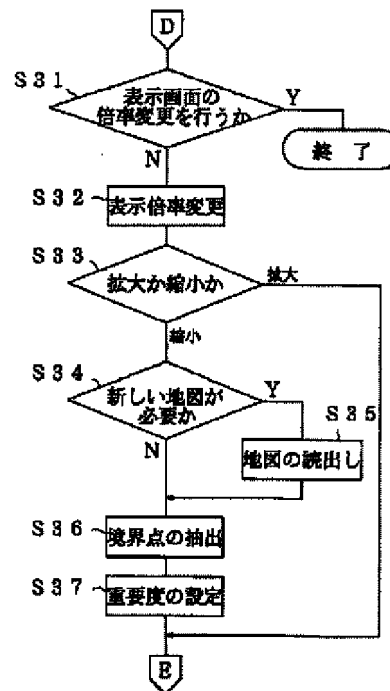 D
S31
表示画面の
倍率変更を行うか
Y
N
終 了
S32
表示倍率変更
S33
拡大か縮小か
拡大
縮小
S34
新しい地図が
必要か
Y
N
S35
地図の読出し
S36
境界点の抽出
S37
重要度の設定
E